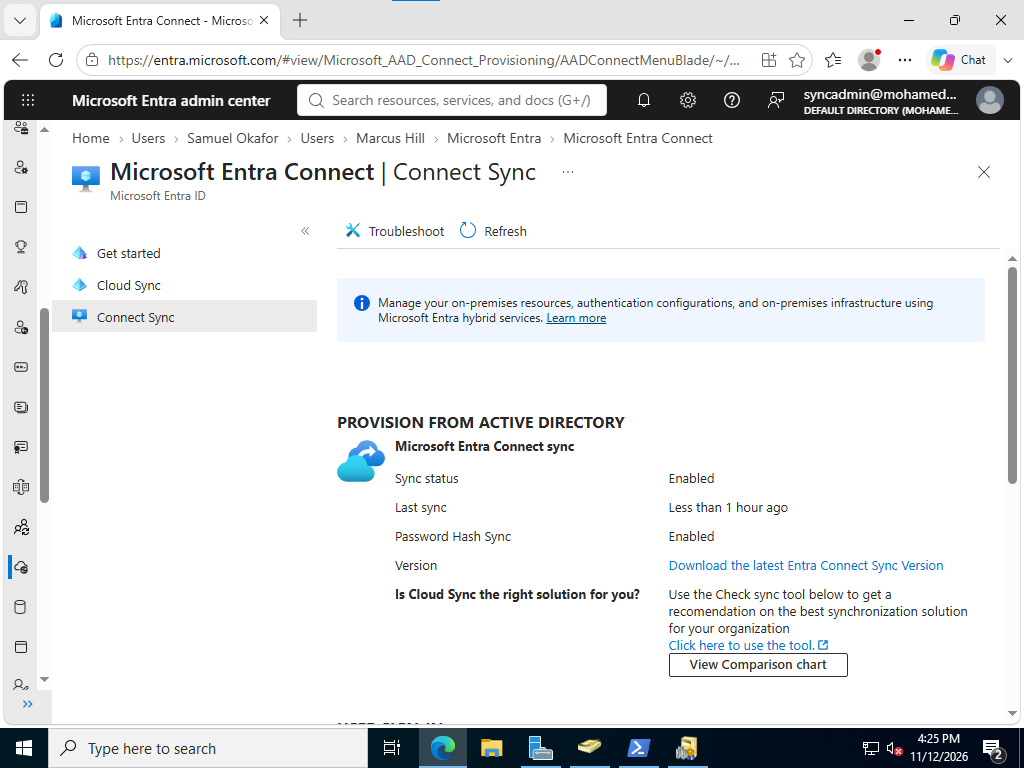 Microsoft Entra Connect - Microso
https://entra.microsoft.com/#view/Microsoft_AAD_Connect_Provisioning/AADConnectMenuBlade/~/...
Chat
Microsoft Entra admin center
Search resources, services, and docs (G+/)
syncadmin@mohamed...
DEFAULT DIRECTORY (MOHAME...
Home > Users > Samuel Okafor > Users > Marcus Hill > Microsoft Entra > Microsoft Entra Connect
Microsoft Entra Connect | Connect Sync ...
Microsoft Entra ID
Troubleshoot Refresh
Get started
Cloud Sync
Connect Sync
Manage your on-premises resources, authentication configurations, and on-premises infrastructure using
Microsoft Entra hybrid services. Learn more
PROVISION FROM ACTIVE DIRECTORY
Microsoft Entra Connect sync
Sync status Enabled
Last sync Less than 1 hour ago
Password Hash Sync Enabled
Version Download the latest Entra Connect Sync Version
Is Cloud Sync the right solution for you? Use the Check sync tool below to get a
recomendation on the best synchronization solution
for your organization
Click here to use the tool.
View Comparison chart
Type here to search
4:25 PM
11/12/2026
2